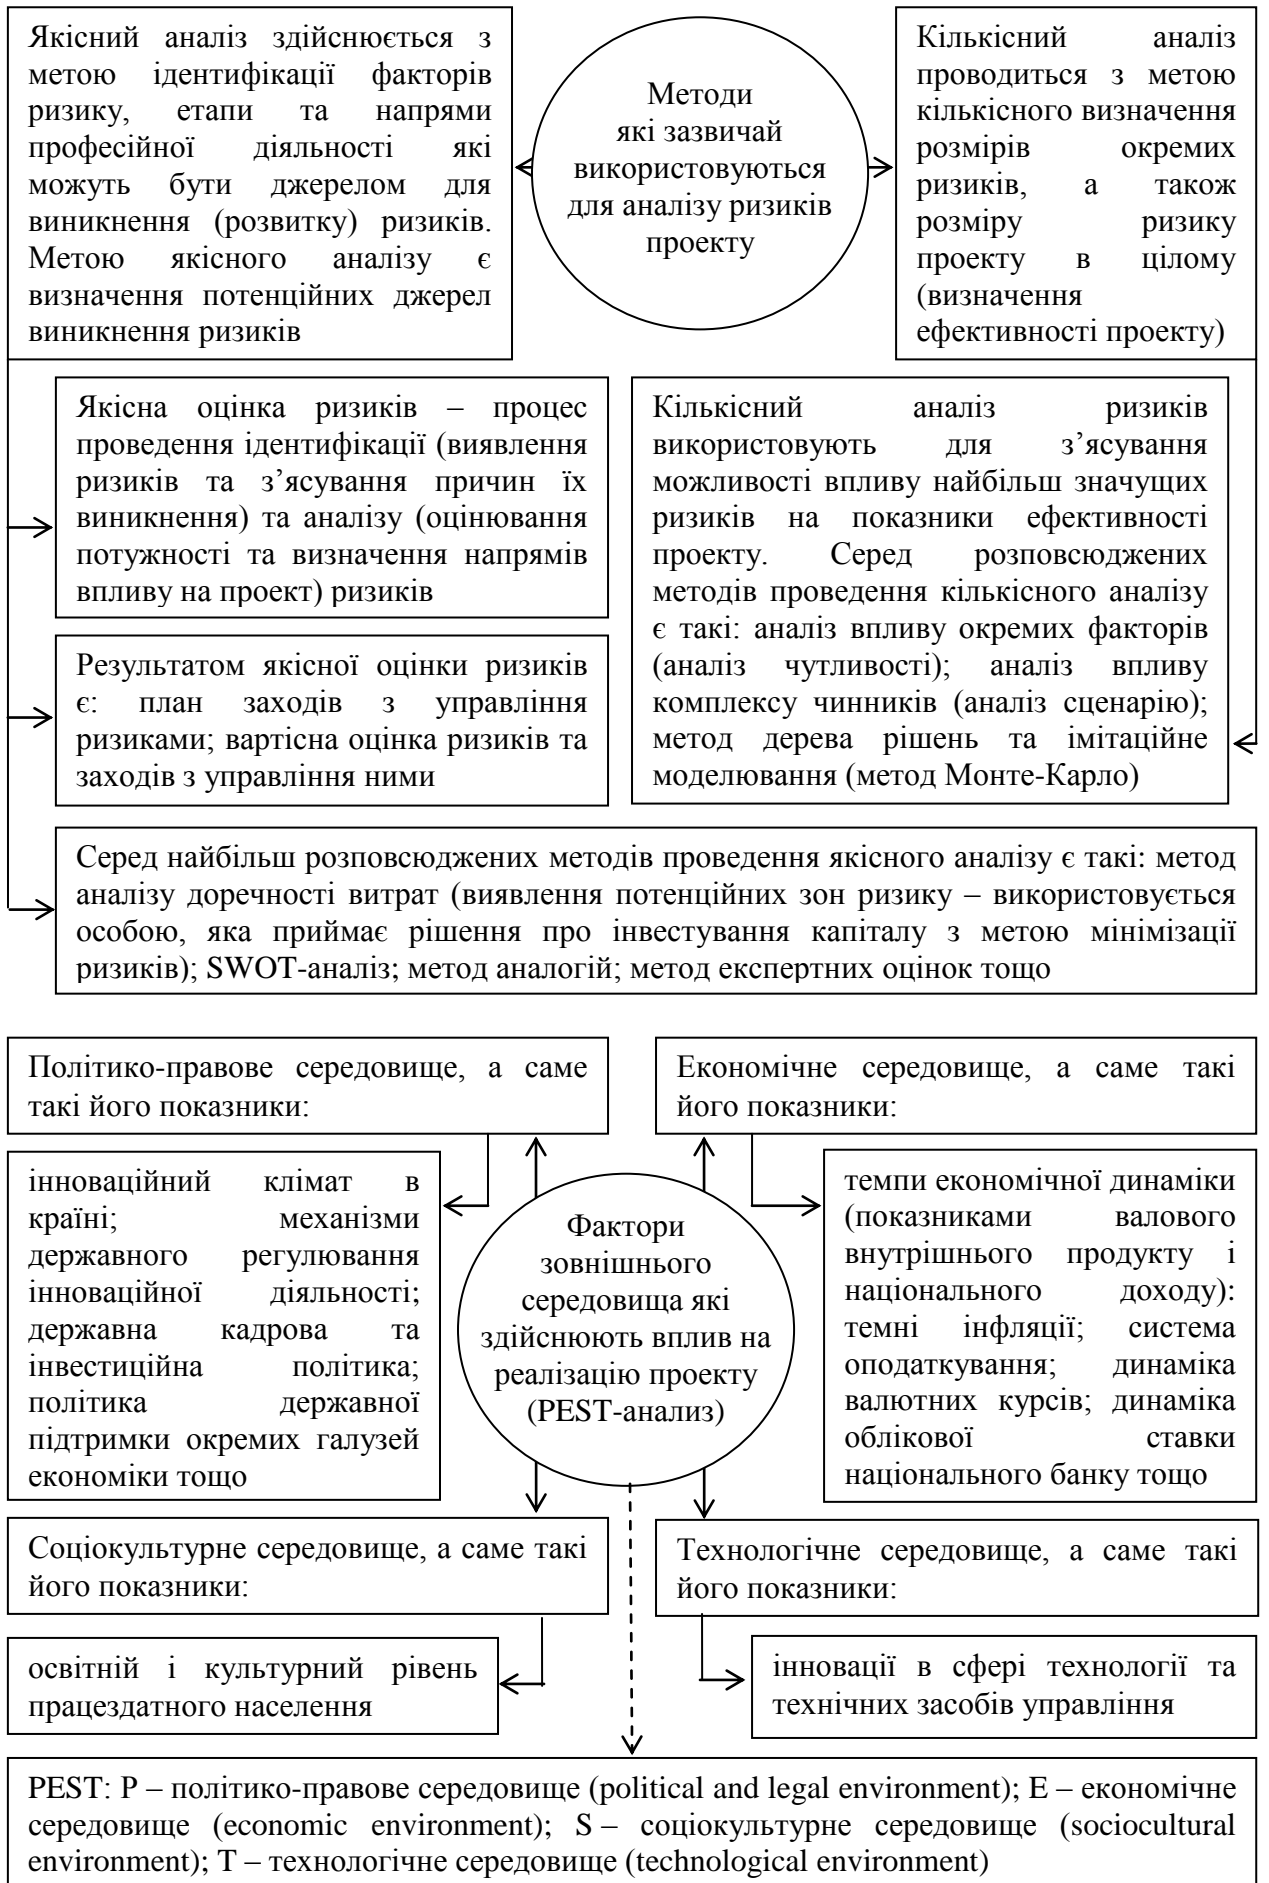 Якісний аналіз здійснюється з
метою ідентифікації факторів
ризику, етапи та напрями
професійної діяльності які
можуть бути джерелом для
виникнення (розвитку) ризиків.
Метою якісного аналізу є
визначення потенційних джерел
виникнення ризиків
Методи
які зазвичай
використовуються
для аналізу ризиків
проекту
Кількісний аналіз
проводиться з метою
кількісного визначення
розмірів окремих
ризиків, а також
розміру ризику
проекту в цілому
(визначення
ефективності проекту)
Якісна оцінка ризиків – процес
проведення ідентифікації (виявлення
ризиків та з’ясування причин їх
виникнення) та аналізу (оцінювання
потужності та визначення напрямів
впливу на проект) ризиків
Кількісний аналіз ризиків
використовують для з’ясування
можливості впливу найбільш значущих
ризиків на показники ефективності
проекту. Серед розповсюджених
методів проведення кількісного аналізу
є такі: аналіз впливу окремих факторів
(аналіз чутливості); аналіз впливу
комплексу чинників (аналіз сценарію);
метод дерева рішень та імітаційне
моделювання (метод Монте-Карло)
Результатом якісної оцінки ризиків
є: план заходів з управління
ризиками; вартісна оцінка ризиків та
заходів з управління ними
Серед найбільш розповсюджених методів проведення якісного аналізу є такі: метод
аналізу доречності витрат (виявлення потенційних зон ризику – використовується
особою, яка приймає рішення про інвестування капіталу з метою мінімізації
ризиків); SWOT-аналіз; метод аналогій; метод експертних оцінок тощо
Політико-правове середовище, а саме
такі його показники:
Економічне середовище, а саме такі
його показники:
інноваційний клімат в
країні; механізми
державного регулювання
інноваційної діяльності;
державна кадрова та
інвестиційна політика;
політика державної
підтримки окремих галузей
економіки тощо
Фактори
зовнішнього
середовища які
здійснюють вплив на
реалізацію проекту
(PEST-анализ)
темпи економічної динаміки
(показниками валового
внутрішнього продукту і
національного доходу):
темні інфляції; система
оподаткування; динаміка
валютних курсів; динаміка
облікової ставки
національного банку тощо
Соціокультурне середовище, а саме такі
його показники:
Технологічне середовище, а саме такі
його показники:
освітній і культурний рівень
працездатного населення
інновації в сфері технології та
технічних засобів управління
PEST: P – політико-правове середовище (political and legal environment); E – економічне
середовище (economic environment); S – соціокультурне середовище (sociocultural
environment); T – технологічне середовище (technological environment)